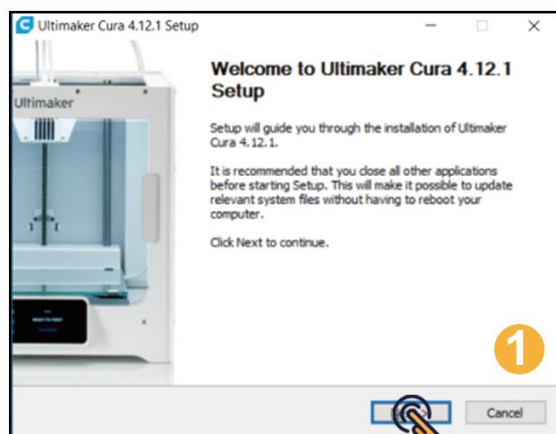 Ultimaker Cura 4.12.1 Setup
Ultimaker
Welcome to Ultimaker Cura 4.12.1
Setup
Setup will guide you through the installation of Ultimaker
Cura 4.12.1.
It is recommended that you close all other applications
before starting Setup. This will make it possible to update
relevant system files without having to reboot your
computer.
Click Next to continue.
1
Cancel